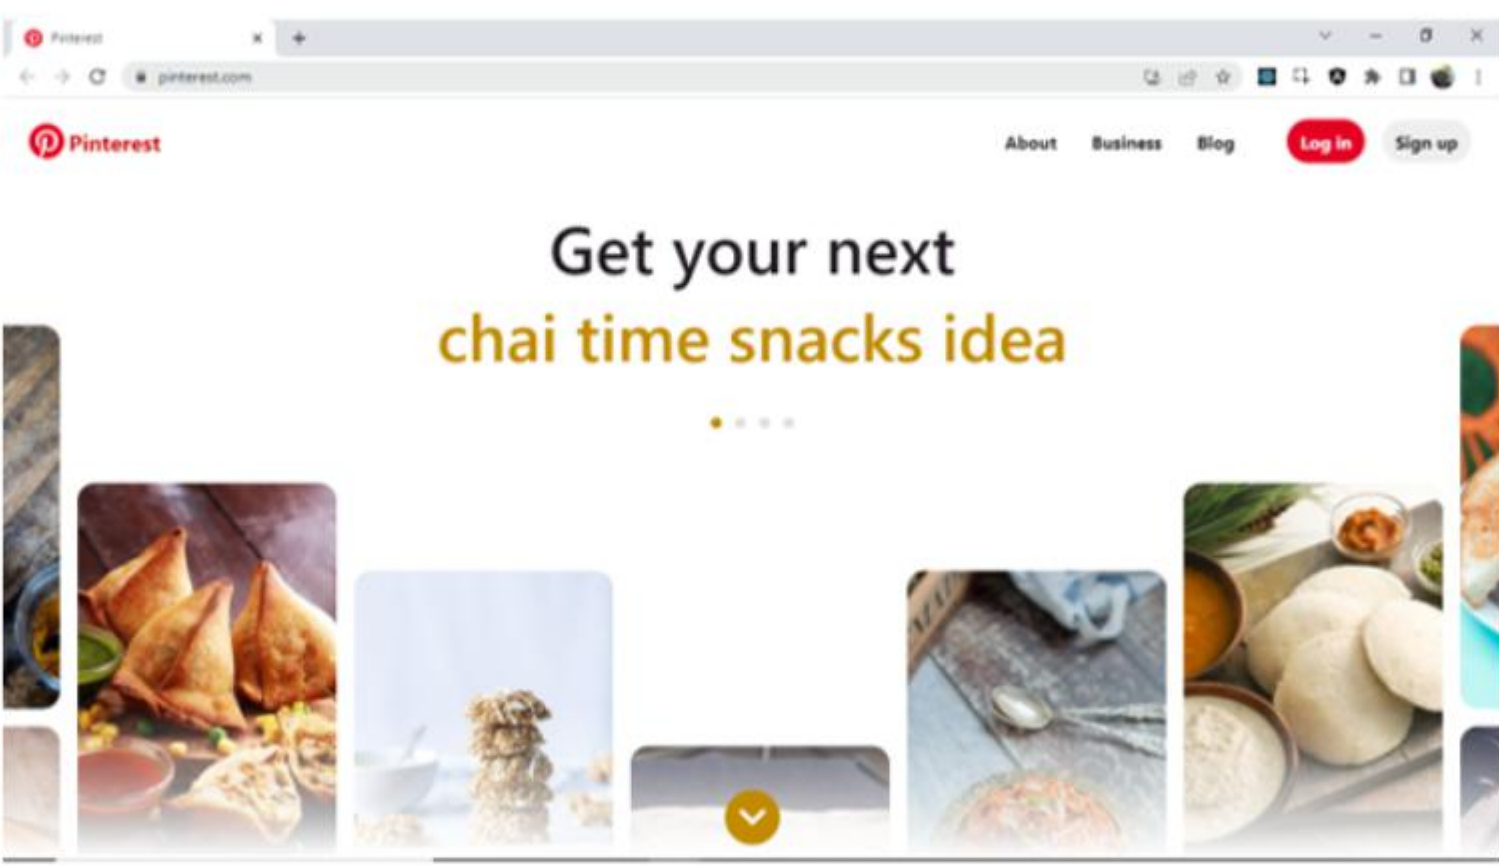 Pinterest
pinterest.com
Pinterest
About Business Blog Log in Sign up
Get your next
chai time snacks idea